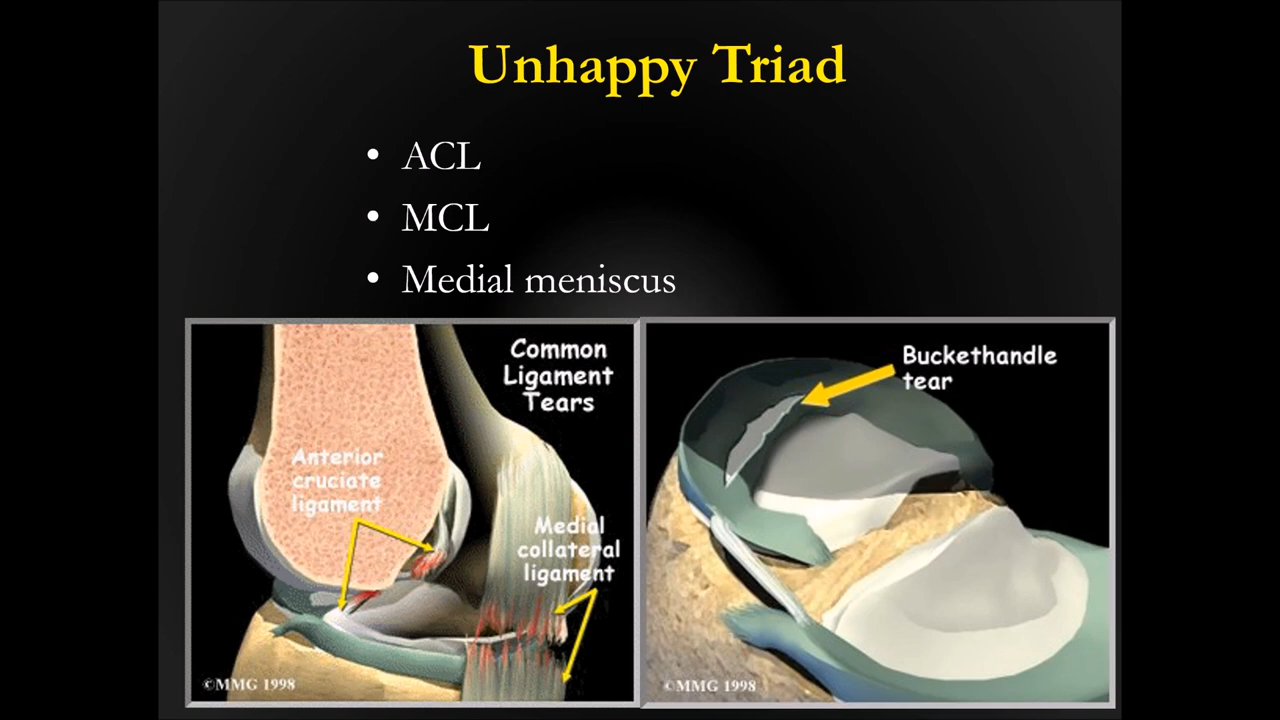 Unhappy Triad
• ACL
• MCL
• Medial meniscus
Common
Ligament
Tears
Anterior
cruciate
ligament
Medial
collateral
ligament
©MMG 1998
Buckethandle
tear
©MMG 1998